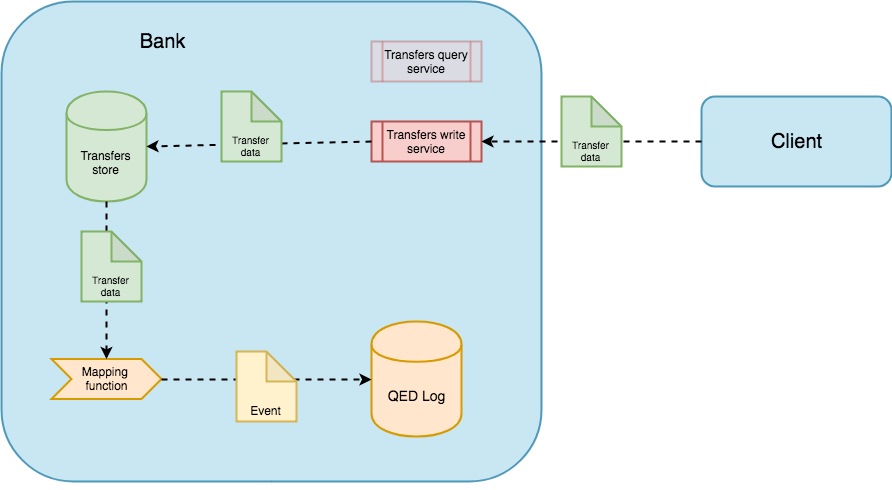 Bank
Transfers query
service
Transfer
data
Transfers write
service
Transfer
data
Client
Transfers
store
Transfer
data
Mapping
function
Event
QED Log